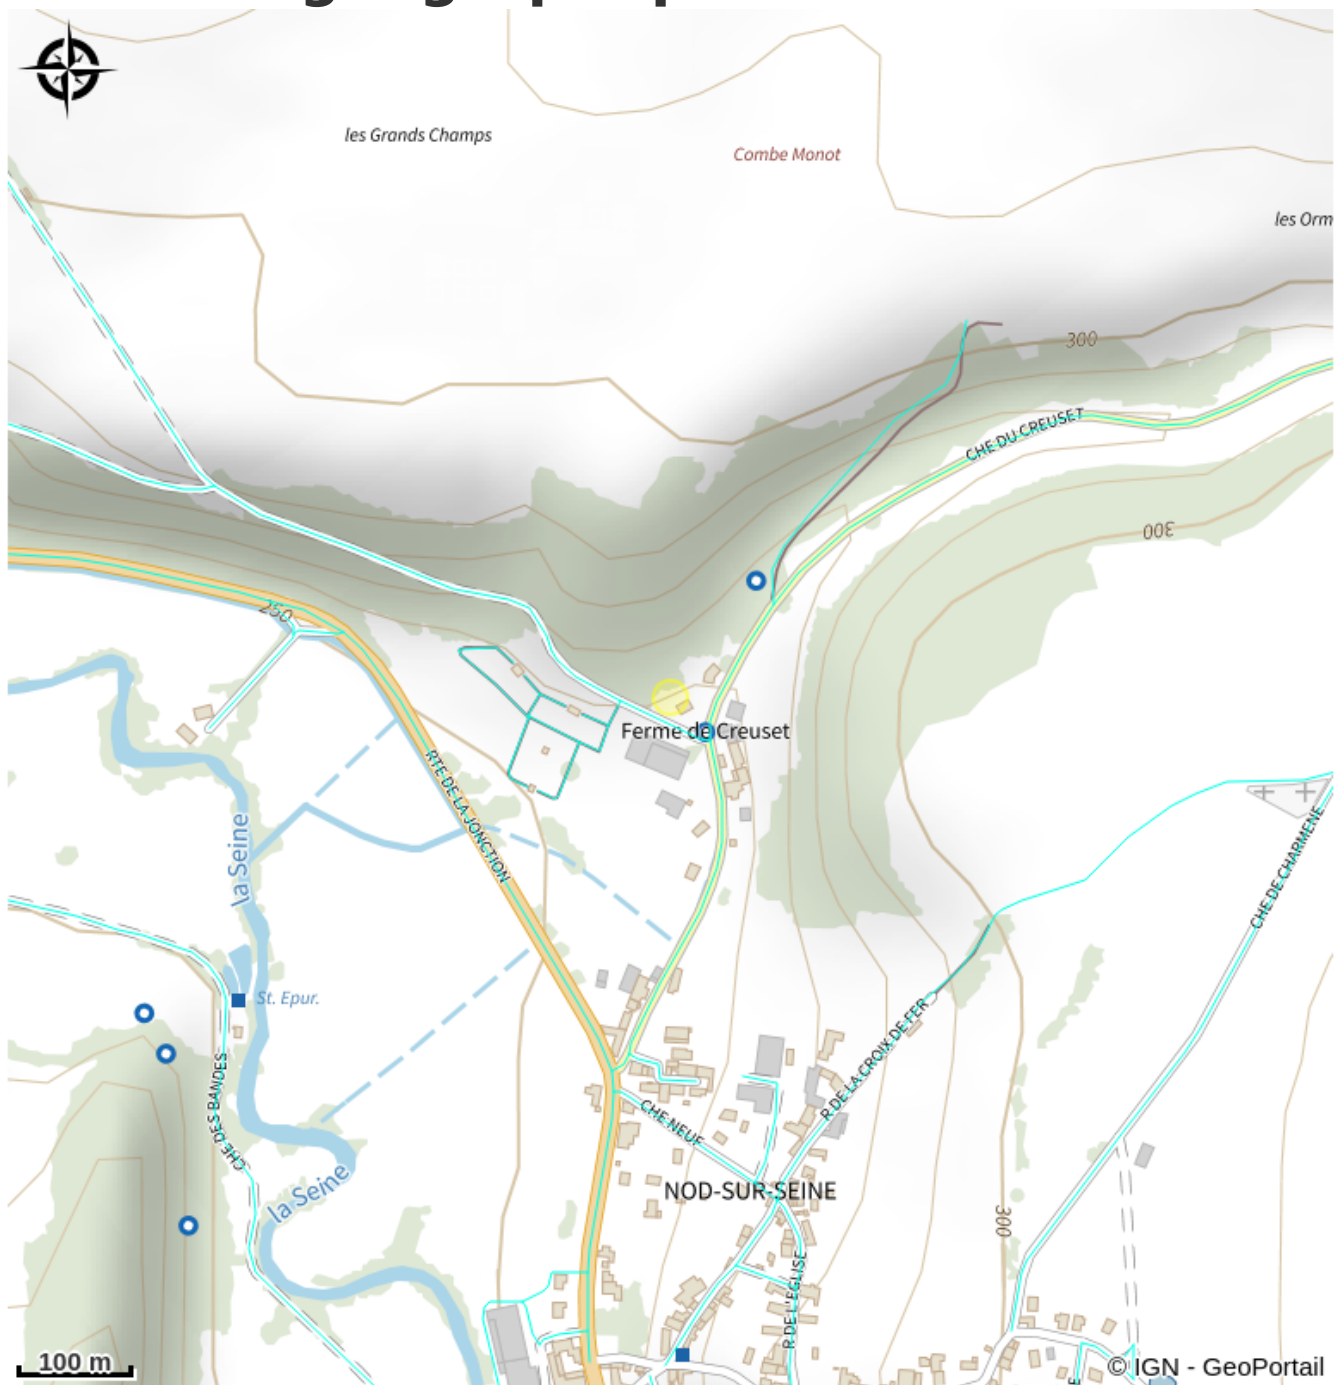 les Grands Champs
Combe Monot
les Orm
300
CHE DU CREUSET
300
250
Ferme de Creuset
RTE DE LA JONCTION
la Seine
CHE DE CHARMENE
St. Epur.
R DE LA CROIX DE FER
CHE DES BANDES
CHE NEUF
la Seine
NOD-SUR-SEINE
300
R DE L'EGLISE
100 m
© IGN - GeoPortail